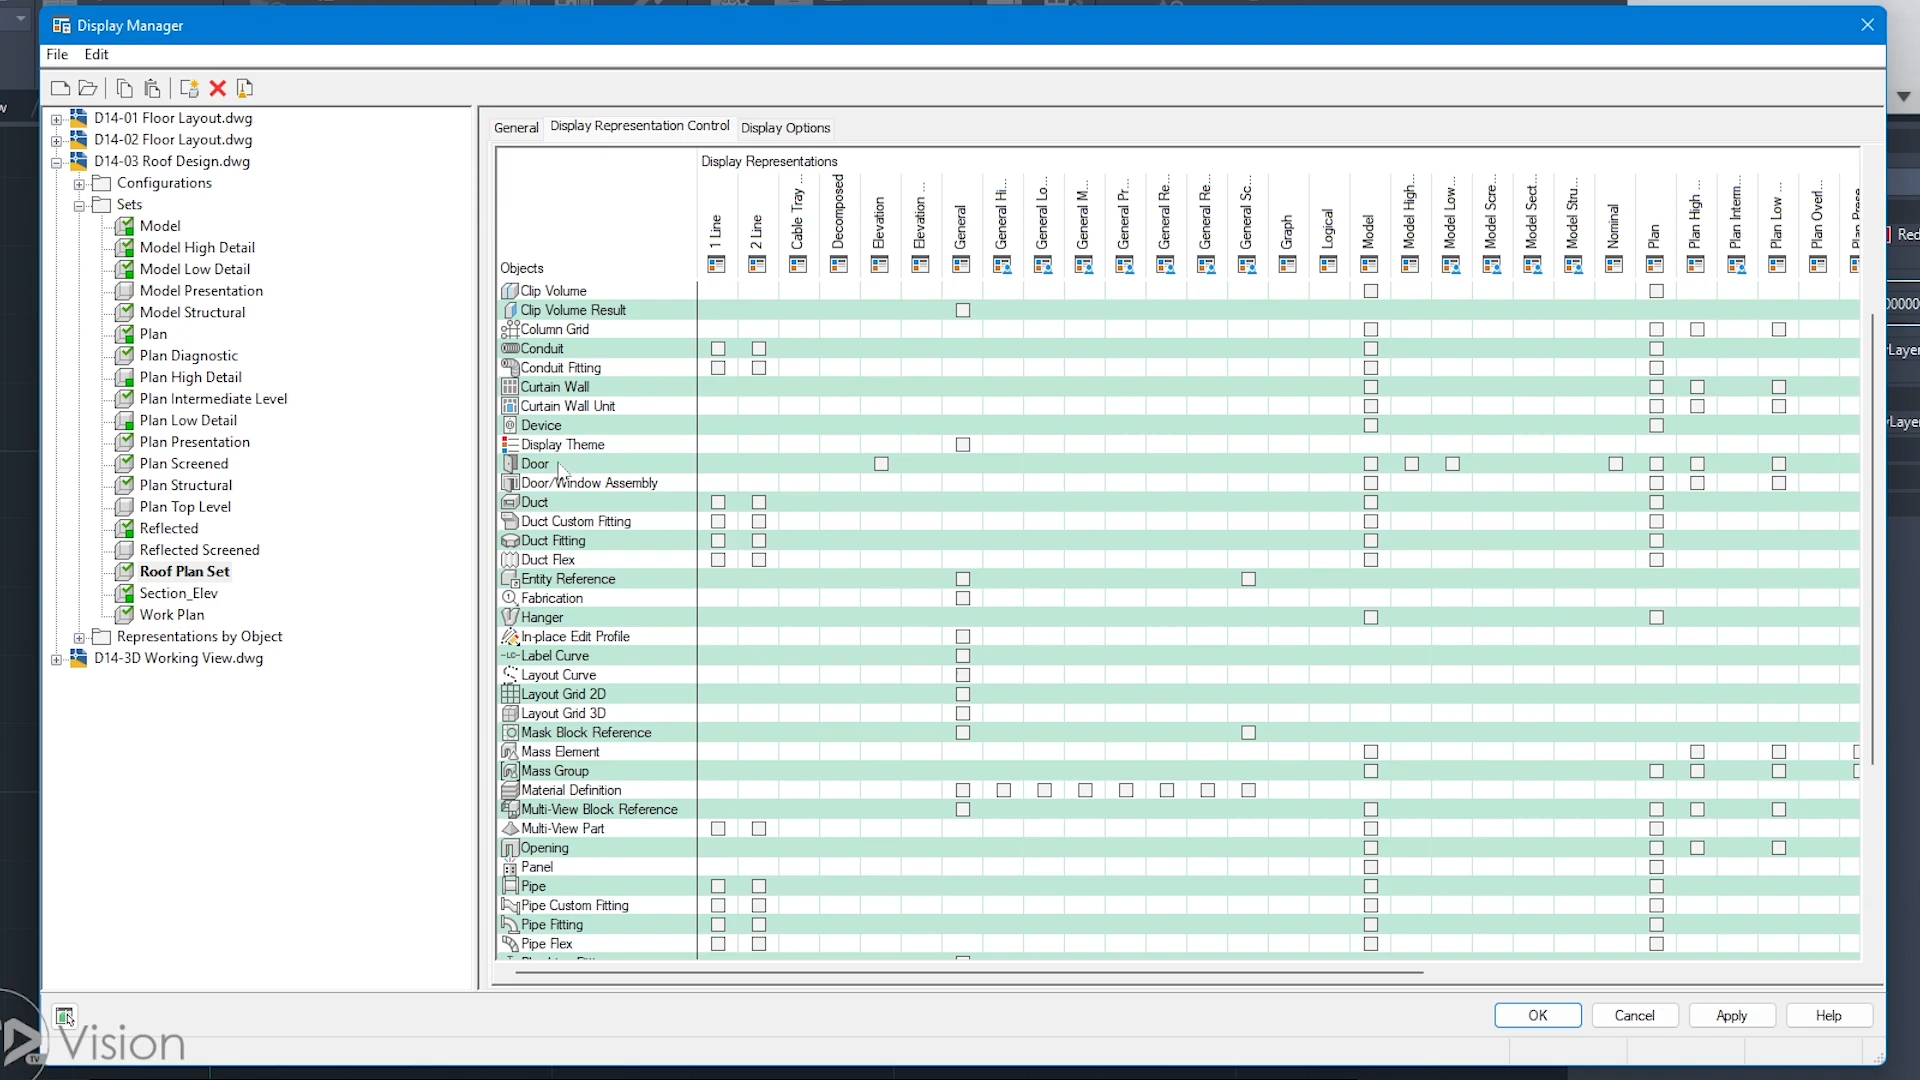 Display Manager
File Edit
D14-01 Floor Layout.dwg
D14-02 Floor Layout.dwg
D14-03 Roof Design.dwg
Configurations
Sets
Model
Model High Detail
Model Low Detail
Model Presentation
Model Structural
Plan
Plan Diagnostic
Plan High Detail
Plan Intermediate Level
Plan Low Detail
Plan Presentation
Plan Screened
Plan Structural
Plan Top Level
Reflected
Reflected Screened
Roof Plan Set
Section_Elev
Work Plan
Representations by Object
D14-3D Working View.dwg
General Display Representation Control Display Options
Display Representations
1 Line
2 Line
Cable Tray ...
Decomposed
Elevation
Elevation ...
General
General Hi...
General Lo...
General M...
General Pr...
General Re...
General Re...
General Sc...
Graph
Logical
Model
Model High...
Model Low...
Model Scre...
Model Sect...
Model Stru...
Nominal
Plan
Plan High ...
Plan Interm...
Plan Low ...
Plan Overl...
Objects
Clip Volume
Clip Volume Result
Column Grid
Conduit
Conduit Fitting
Curtain Wall
Curtain Wall Unit
Device
Display Theme
Door
Door/Window Assembly
Duct
Duct Custom Fitting
Duct Fitting
Duct Flex
Entity Reference
Fabrication
Hanger
In-place Edit Profile
Label Curve
Layout Curve
Layout Grid 2D
Layout Grid 3D
Mask Block Reference
Mass Element
Mass Group
Material Definition
Multi-View Block Reference
Multi-View Part
Opening
Panel
Pipe
Pipe Custom Fitting
Pipe Fitting
Pipe Flex
OK Cancel Apply Help
TV Vision
Red